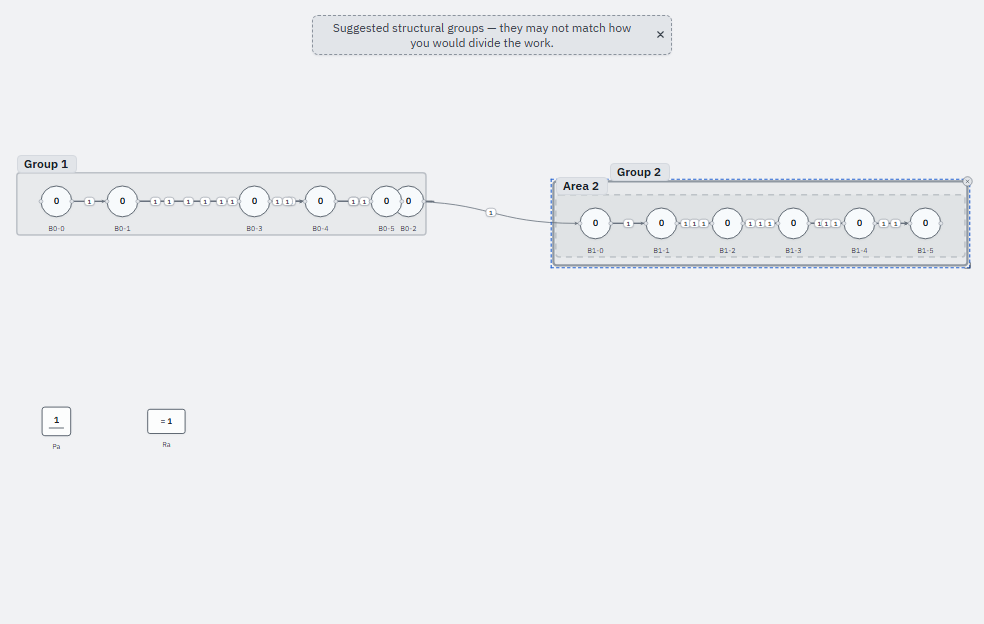 Suggested structural groups — they may not match how
you would divide the work.
×
Group 1
0 1 0 1 1 1 1 1 1 0 1 1 0 1 1 0 0
B0-0 B0-1 B0-3 B0-4 B0-5 B0-2
1
Group 2
Area 2
0 1 0 1 1 1 0 1 1 1 0 1 1 1 0 1 1 0
B1-0 B1-1 B1-2 B1-3 B1-4 B1-5
1
Pa
= 1
Ra